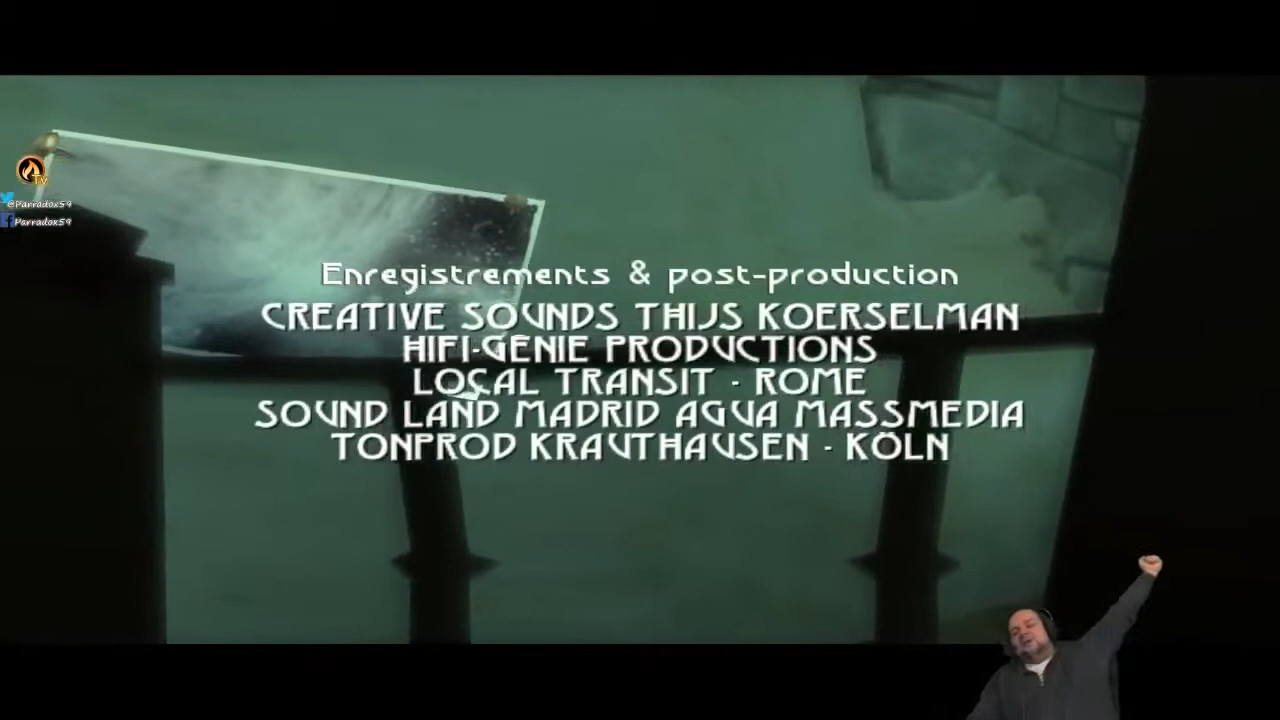 TV
@Parradox59
Parradox59
Enregistrements & post-production
CREATIVE SOUNDS THIJS KOERSELMAN
HIFI-GENIE PRODUCTIONS
LOCAL TRANSIT - ROME
SOUND LAND MADRID AGUA MASSMEDIA
TONPROD KRAUTHAUSEN - KÖLN